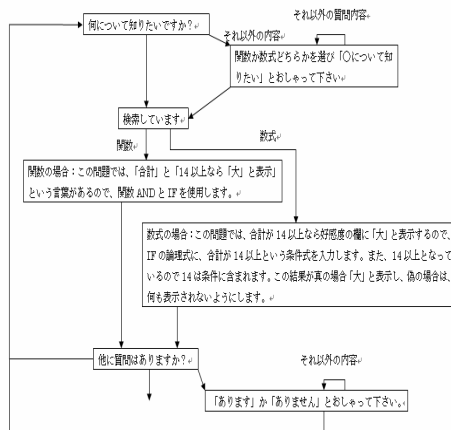 それ以外の質問内容
何について知りたいですか？
それ以外の内容
関数か数式どちらかを選び「〇について知
りたい」とおしゃって下さい
検索しています
関数
数式
関数の場合：この問題では、「合計」と「14以上なら「大」と表示」
という言葉があるので、関数ANDとIFを使用します。
数式の場合：この問題では、合計が14以上なら好感度の欄に「大」と表示するので、
IFの論理式に、合計が14以上という条件式を入力します。また、14以上となって
いるので14は条件に含まれます。この結果が真の場合「大」と表示し、偽の場合は、
何も表示されないようにします。
他に質問はありますか？
それ以外の内容
「あります」か「ありません」とおしゃって下さい。